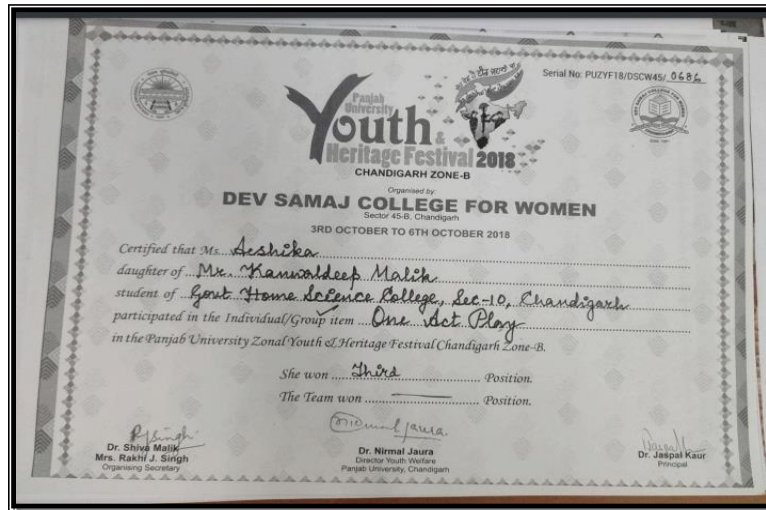 Serial No: PUZYF18/DSCW45/ 0686
Panjab
University
Youth &
Heritage Festival 2018
CHANDIGARH ZONE-B
Organised by:
DEV SAMAJ COLLEGE FOR WOMEN
Sector 45-B, Chandigarh
3RD OCTOBER TO 6TH OCTOBER 2018
Certified that Ms. Aeshika
daughter of Mr. Kanwaldeep Malik
student of Govt Home Science College, Sec-10, Chandigarh
participated in the Individual/Group item One Act Play
in the Panjab University Zonal Youth & Heritage Festival Chandigarh Zone-B.
She won Third Position.
The Team won — Position.
Dr. Shiva Malik
Mrs. Rakhi J. Singh
Organising Secretary
Dr. Nirmal Jaura
Director Youth Welfare
Panjab University, Chandigarh
Dr. Jaspal Kaur
Principal